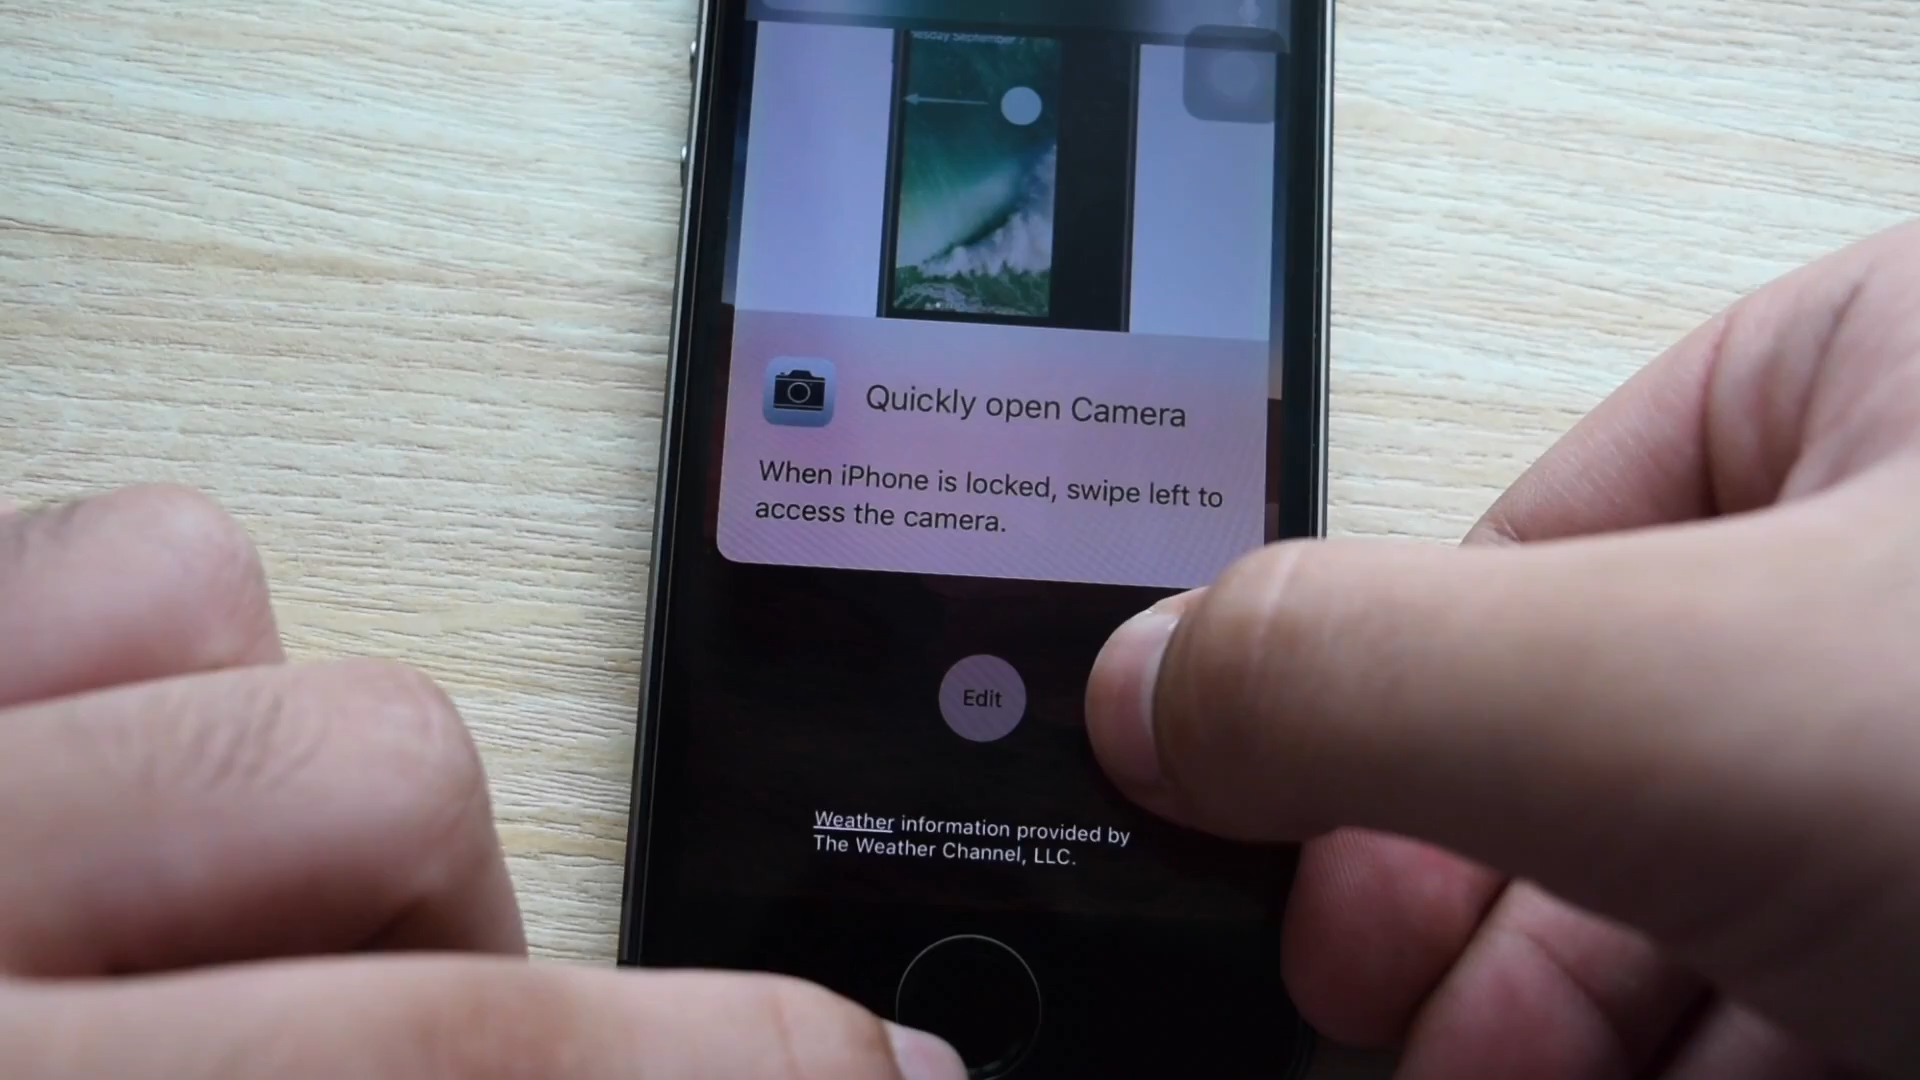 Quickly open Camera
When iPhone is locked, swipe left to
access the camera.
Edit
Weather information provided by
The Weather Channel, LLC.